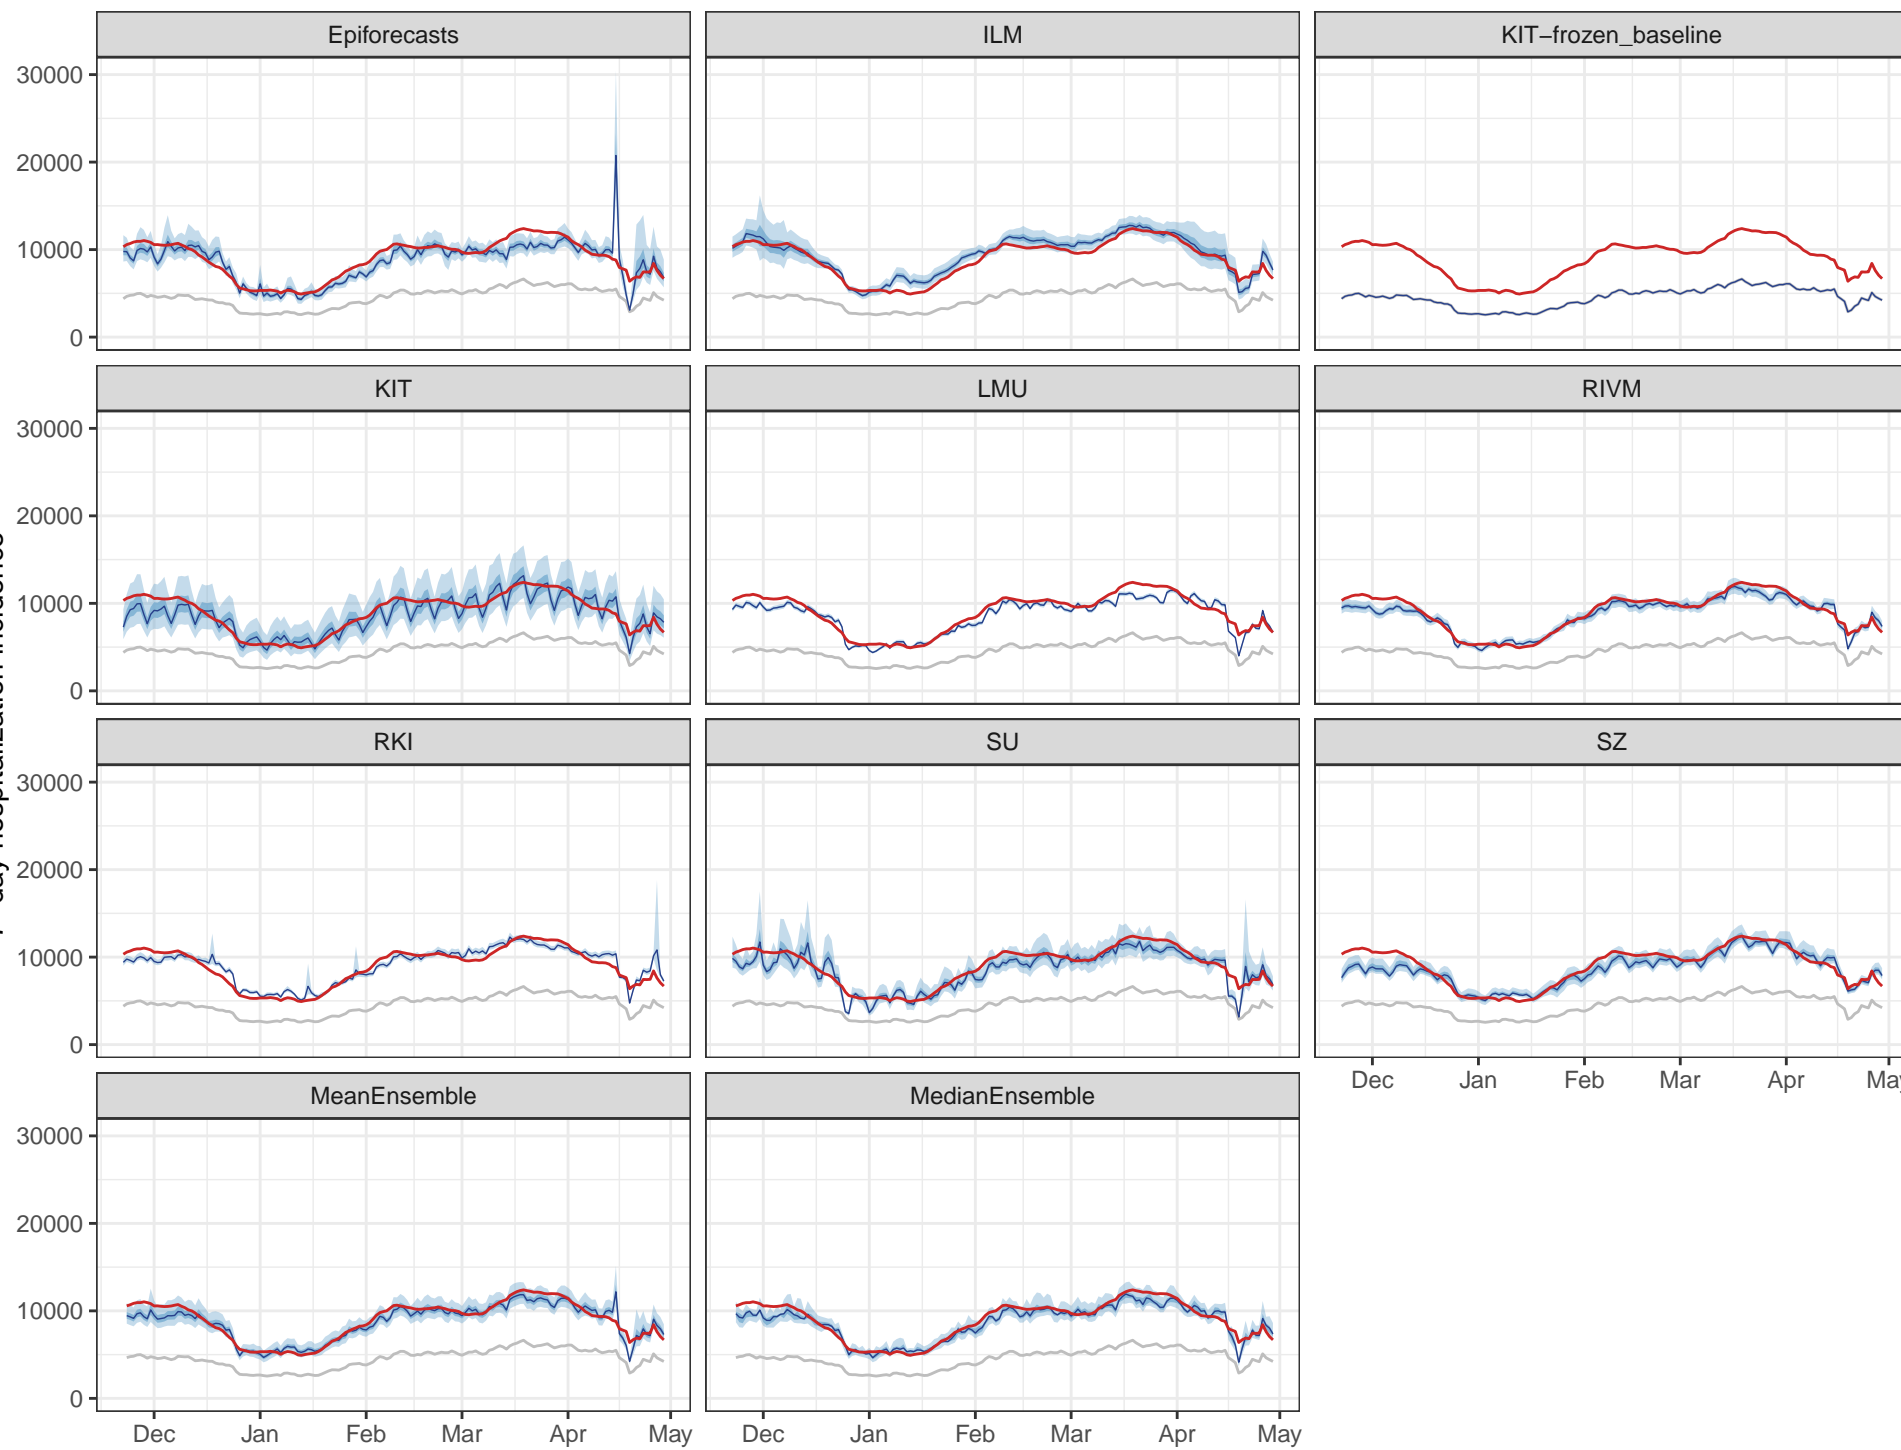 Epiforecasts
ILM
KIT−frozen_baseline
30000
20000
10000
0
KIT
LMU
RIVM
30000
20000
10000
0
RKI
SU
SZ
30000
20000
10000
0
Dec Jan Feb Mar Apr
MeanEnsemble
MedianEnsemble
30000
20000
10000
0
Dec Jan Feb Mar Apr May
Dec Jan Feb Mar Apr May